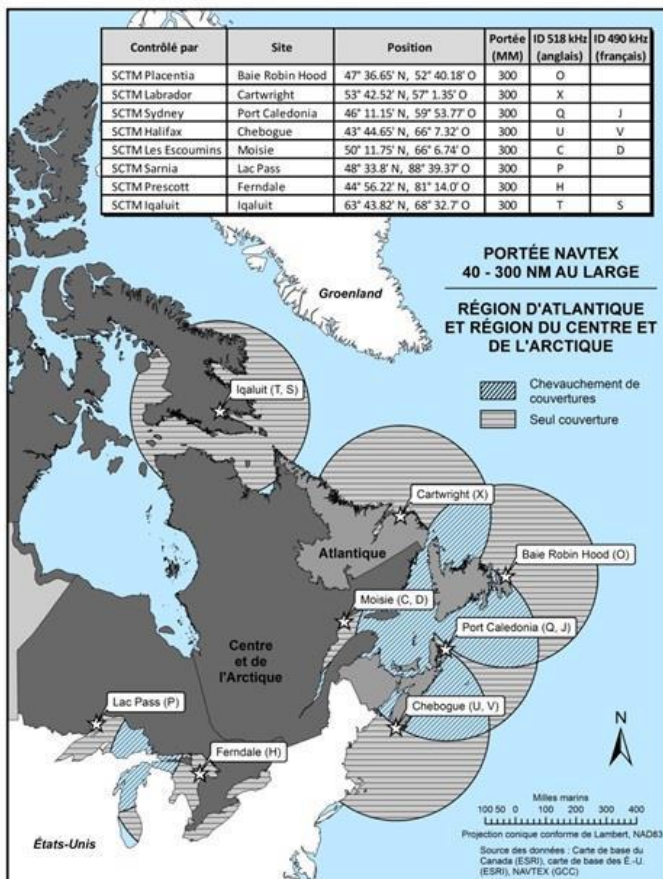 Contrôlé par Site Position Portée (MM) ID 518 kHz (anglais) ID 490 kHz (français)
SCTM Placentia Baie Robin Hood 47° 36.65' N, 52° 40.18' O 300 O
SCTM Labrador Cartwright 53° 42.52' N, 57° 1.35' O 300 X
SCTM Sydney Port Caledonia 46° 11.15' N, 59° 53.77' O 300 Q J
SCTM Halifax Chebogue 43° 44.65' N, 66° 7.32' O 300 U V
SCTM Les Escoumins Moisie 50° 11.75' N, 66° 6.74' O 300 C D
SCTM Sarnia Lac Pass 48° 33.8' N, 88° 39.37' O 300 P
SCTM Prescott Ferndale 44° 56.22' N, 81° 14.0' O 300 H
SCTM Iqaluit Iqaluit 63° 43.82' N, 68° 32.7' O 300 T S
PORTÉE NAVTEX
40 - 300 NM AU LARGE
Groenland
RÉGION D'ATLANTIQUE
ET RÉGION DU CENTRE ET
DE L'ARCTIQUE
Chevauchement de
couvertures
Seul couverture
Iqaluit (T, S)
Cartwright (X)
Atlantique
Baie Robin Hood (O)
Moisie (C, D)
Port Caledonia (Q, J)
Centre
et de
l'Arctique
Lac Pass (P)
Chebogue (U, V)
Ferndale (H)
N
Milles marins
100 50 0 100 200 300 400
Projection conique conforme de Lambert, NAD83
États-Unis
Source des données : Carte de base du
Canada (ESRI), carte de base des É.-U.
(ESRI), NAVTEX (GCC)